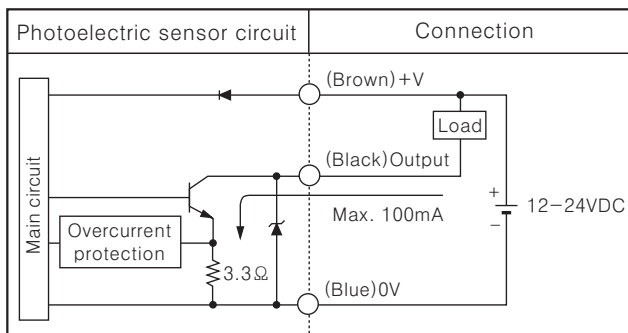 Photoelectric sensor circuit
Connection
(Brown)+V
Load
(Black)Output
Main circuit
Max. 100mA
+
12-24VDC
-
Overcurrent
protection
3.3Ω
(Blue)0V